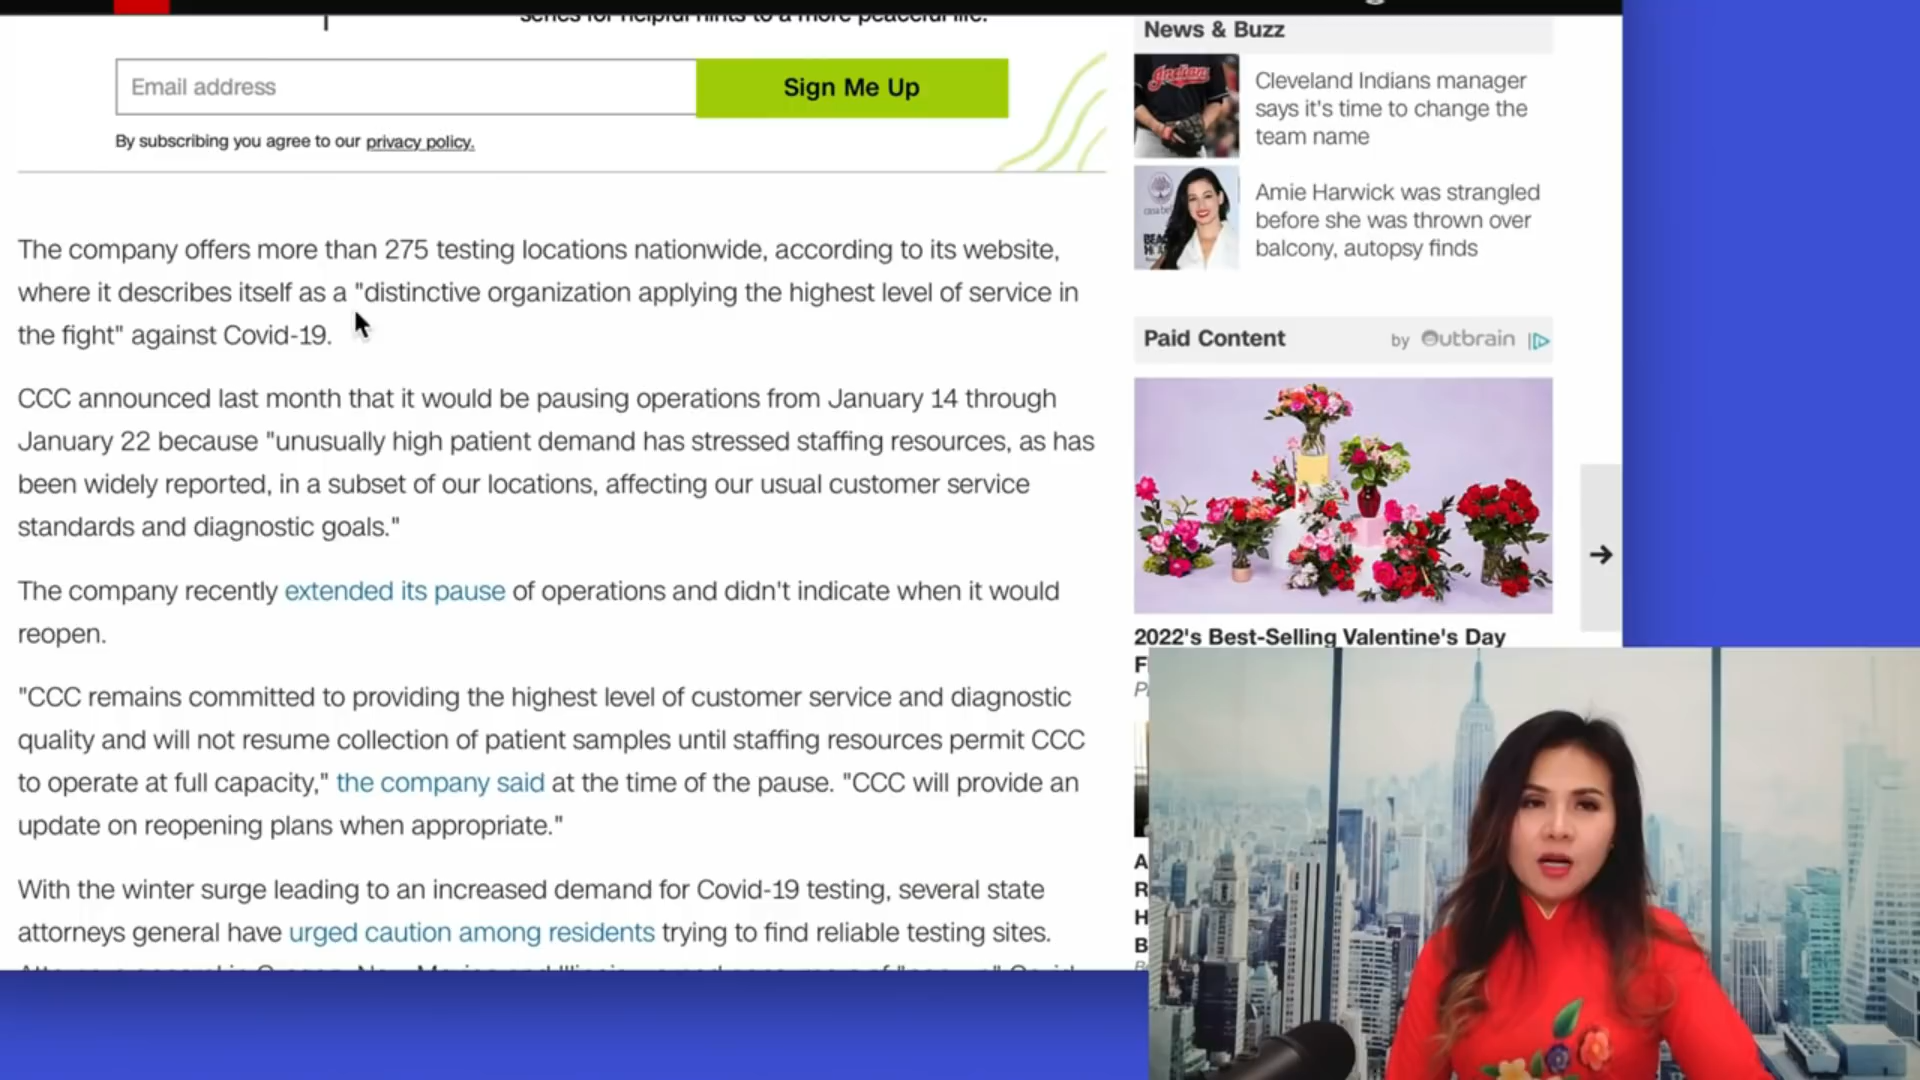 series for helpful hints to a more peaceful life.
Email address
Sign Me Up
By subscribing you agree to our privacy policy.
The company offers more than 275 testing locations nationwide, according to its website,
where it describes itself as a "distinctive organization applying the highest level of service in
the fight" against Covid-19.
CCC announced last month that it would be pausing operations from January 14 through
January 22 because "unusually high patient demand has stressed staffing resources, as has
been widely reported, in a subset of our locations, affecting our usual customer service
standards and diagnostic goals."
The company recently extended its pause of operations and didn't indicate when it would
reopen.
"CCC remains committed to providing the highest level of customer service and diagnostic
quality and will not resume collection of patient samples until staffing resources permit CCC
to operate at full capacity," the company said at the time of the pause. "CCC will provide an
update on reopening plans when appropriate."
With the winter surge leading to an increased demand for Covid-19 testing, several state
attorneys general have urged caution among residents trying to find reliable testing sites.
News & Buzz
Indians
Cleveland Indians manager
says it's time to change the
team name
Amie Harwick was strangled
before she was thrown over
balcony, autopsy finds
Paid Content
by Outbrain
2022's Best-Selling Valentine's Day
F
P
A
R
H
B